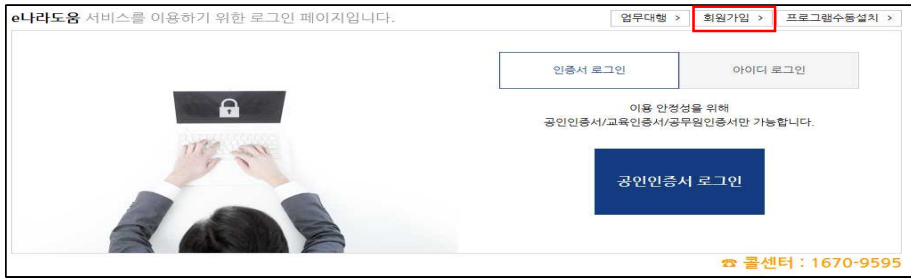 e나라도움 서비스를 이용하기 위한 로그인 페이지입니다.
업무대행 > 회원가입 > 프로그램수동설치 >
인증서 로그인 아이디 로그인
이용 안정성을 위해
공인인증서/교육인증서/공무원인증서만 가능합니다.
공인인증서 로그인
☎ 콜센터 : 1670-9595